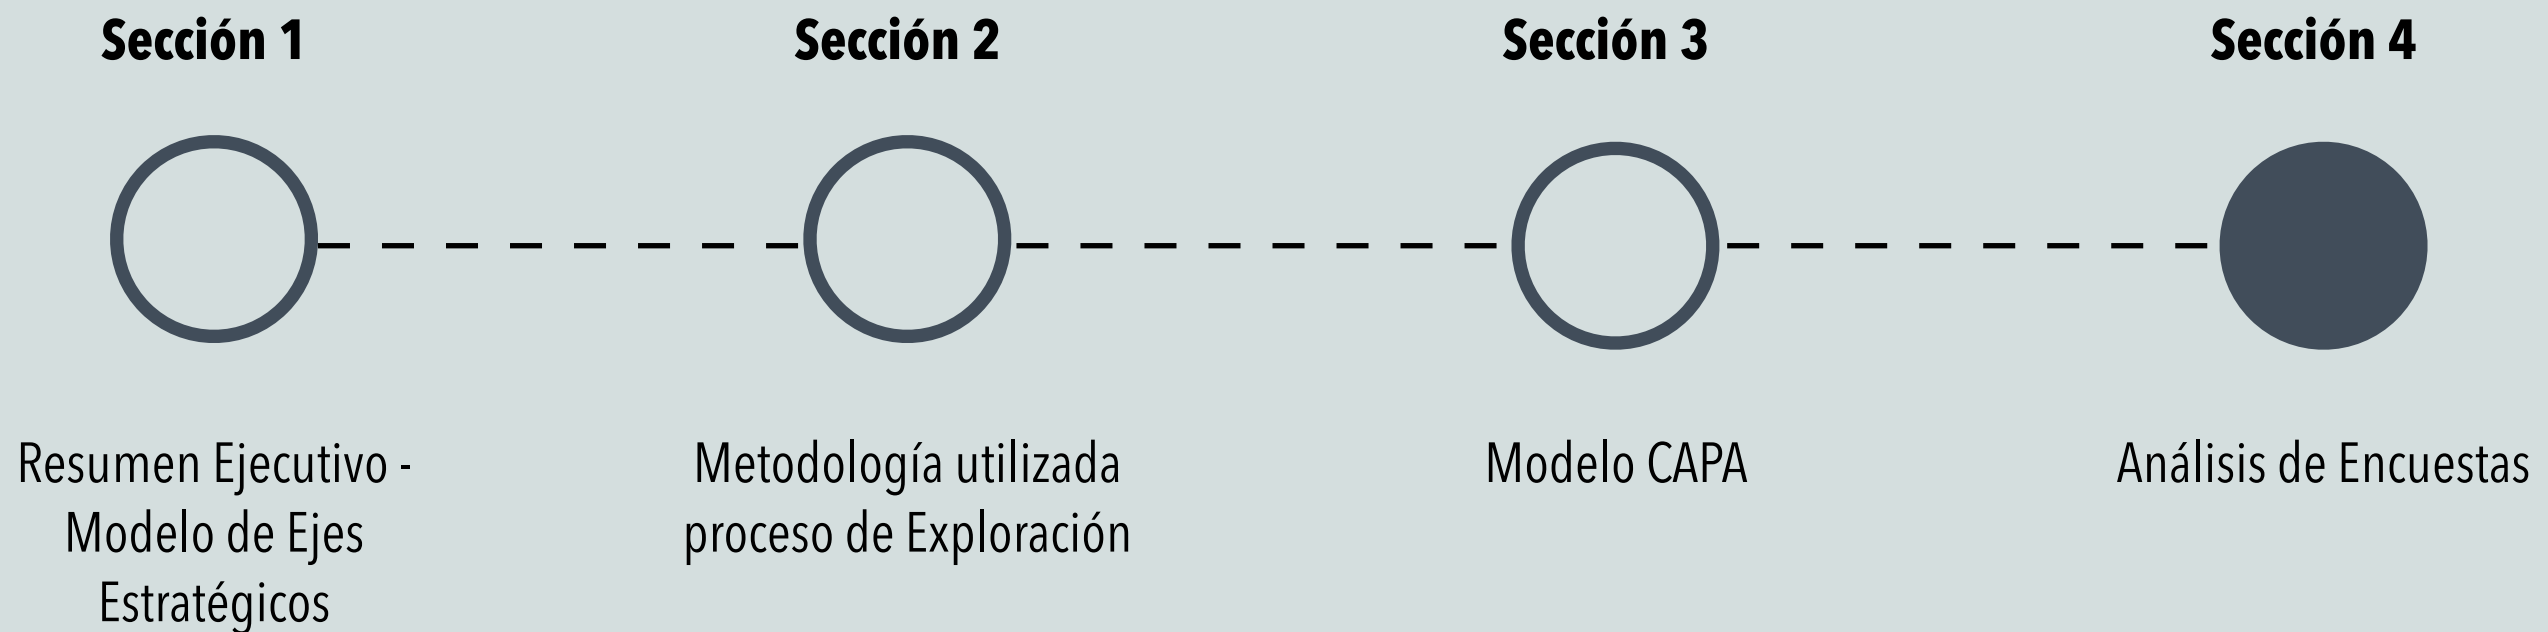 Sección 1
Resumen Ejecutivo -
Modelo de Ejes
Estratégicos
Sección 2
Metodología utilizada
proceso de Exploración
Sección 3
Modelo CAPA
Sección 4
Análisis de Encuestas